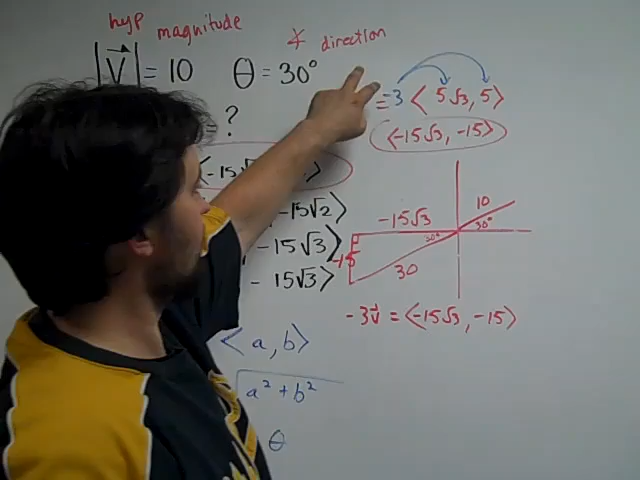 hyp magnitude
∡ direction
|V⃗| = 10 θ = 30°
= -3 < 5√3, 5 >
= ?
< -15√3, -15 >
< -15√
-15√2 >
-15√3 >
-15√3 >
-15√3
10
30°
30°
-15
30
-3v⃗ = < -15√3, -15 >
< a, b >
√a² + b²
θ